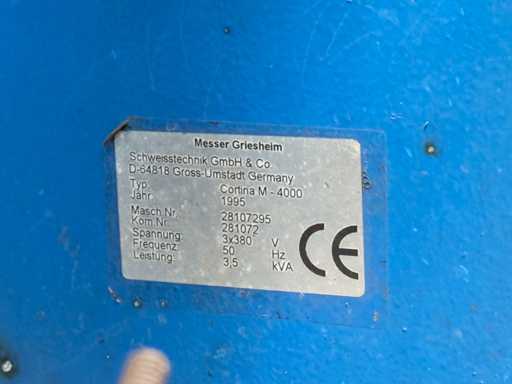 Messer Griesheim
Schweisstechnik GmbH & Co
D-64818 Gross-Umstadt Germany
Typ: Cortina M - 4000
Jahr: 1995
Masch Nr. 28107295
Kom Nr. 281072
Spannung: 3x380 V
Frequenz: 50 Hz
Leistung: 3,5 kVA
CE